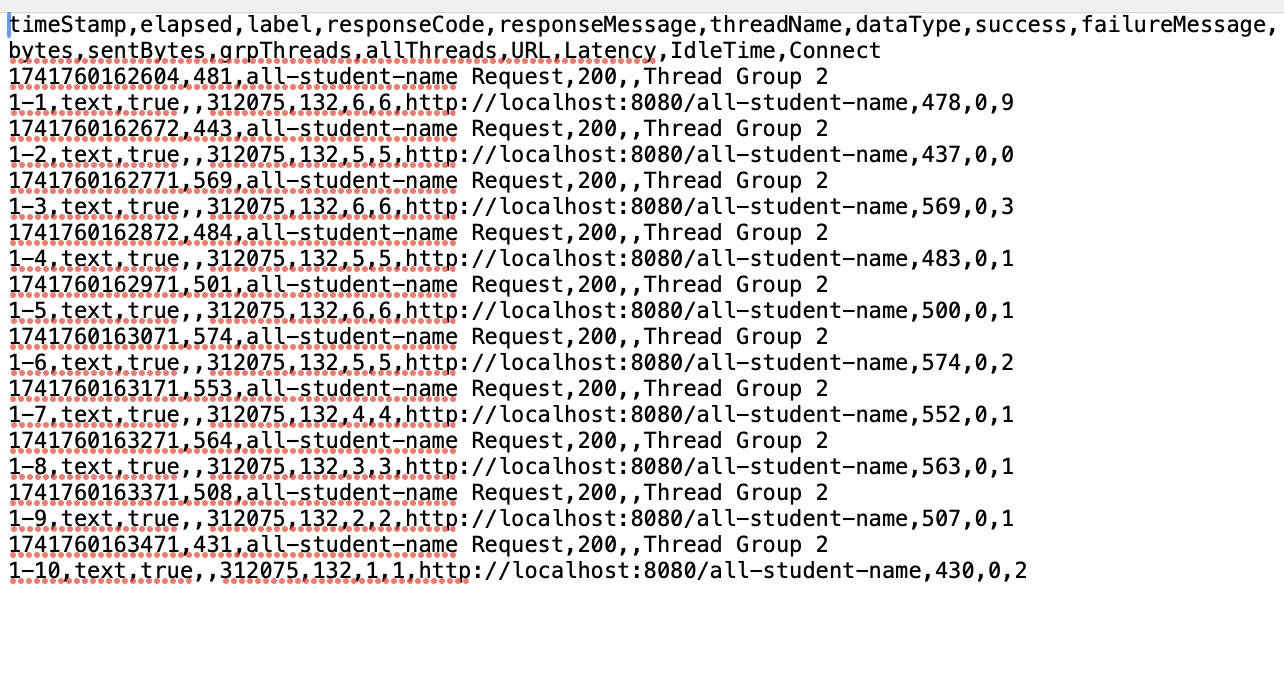 timeStamp,elapsed,label,responseCode,responseMessage,threadName,dataType,success,failureMessage,
bytes,sentBytes,grpThreads,allThreads,URL,Latency,IdleTime,Connect
1741760162604,481,all-student-name Request,200,,Thread Group 2
1-1,text,true,,312075,132,6,6,http://localhost:8080/all-student-name,478,0,9
1741760162672,443,all-student-name Request,200,,Thread Group 2
1-2,text,true,,312075,132,5,5,http://localhost:8080/all-student-name,437,0,0
1741760162771,569,all-student-name Request,200,,Thread Group 2
1-3,text,true,,312075,132,6,6,http://localhost:8080/all-student-name,569,0,3
1741760162872,484,all-student-name Request,200,,Thread Group 2
1-4,text,true,,312075,132,5,5,http://localhost:8080/all-student-name,483,0,1
1741760162971,501,all-student-name Request,200,,Thread Group 2
1-5,text,true,,312075,132,6,6,http://localhost:8080/all-student-name,500,0,1
1741760163071,574,all-student-name Request,200,,Thread Group 2
1-6,text,true,,312075,132,5,5,http://localhost:8080/all-student-name,574,0,2
1741760163171,553,all-student-name Request,200,,Thread Group 2
1-7,text,true,,312075,132,4,4,http://localhost:8080/all-student-name,552,0,1
1741760163271,564,all-student-name Request,200,,Thread Group 2
1-8,text,true,,312075,132,3,3,http://localhost:8080/all-student-name,563,0,1
1741760163371,508,all-student-name Request,200,,Thread Group 2
1-9,text,true,,312075,132,2,2,http://localhost:8080/all-student-name,507,0,1
1741760163471,431,all-student-name Request,200,,Thread Group 2
1-10,text,true,,312075,132,1,1,http://localhost:8080/all-student-name,430,0,2